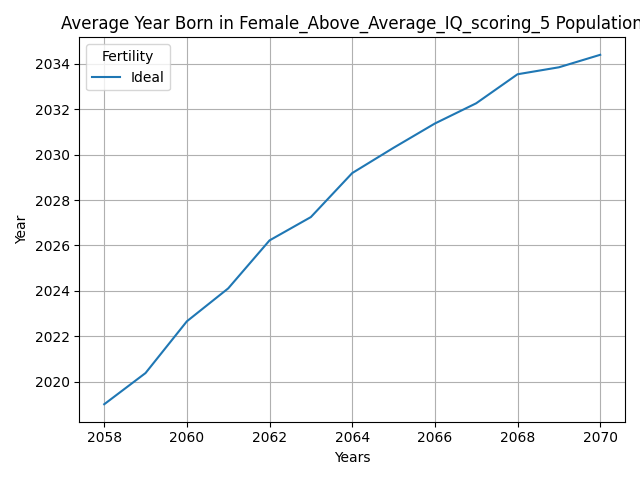 Average Year Born in Female_Above_Average_IQ_scoring_5 Population
Fertility
Ideal
2034
2032
2030
2028
2026
2024
2022
2020
Year
2058 2060 2062 2064 2066 2068 2070
Years